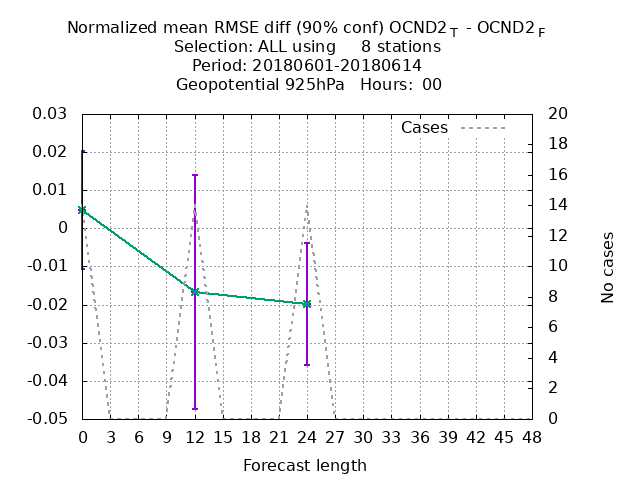 Normalized mean RMSE diff (90% conf) OCND2 T - OCND2 F
Selection: ALL using 8 stations
Period: 20180601-20180614
Geopotential 925hPa Hours: 00
Cases
0.03
0.02
0.01
0
-0.01
-0.02
-0.03
-0.04
-0.05
20
18
16
14
12
10
8
6
4
2
0
No cases
0 3 6 9 12 15 18 21 24 27 30 33 36 39 42 45 48
Forecast length